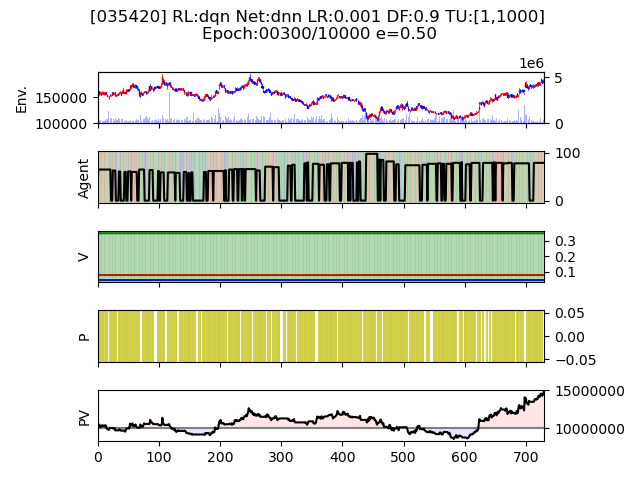 [035420] RL:dqn Net:dnn LR:0.001 DF:0.9 TU:[1,1000]
Epoch:00300/10000 e=0.50
1e6
Env.
150000
100000
5
0
Agent
100
0
V
0.3
0.2
0.1
P
0.05
0.00
−0.05
PV
15000000
10000000
0 100 200 300 400 500 600 700